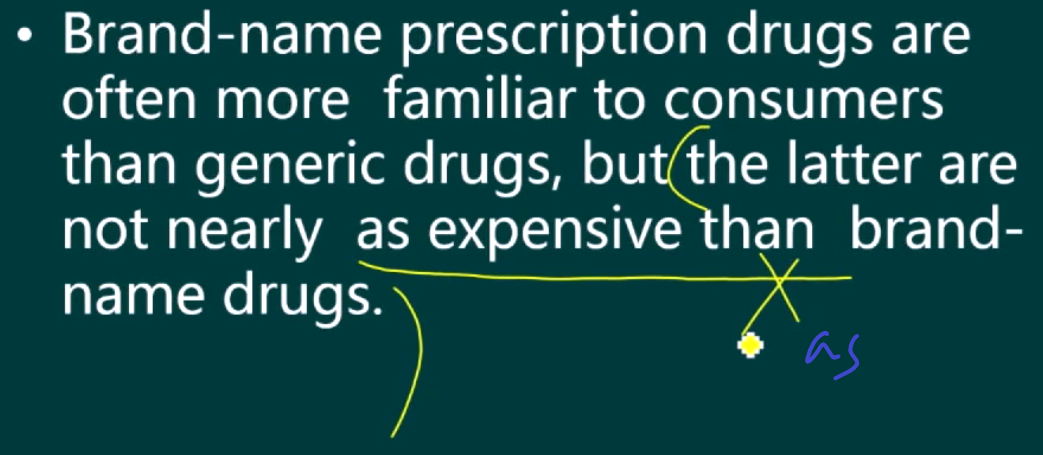 • Brand-name prescription drugs are
often more familiar to consumers
than generic drugs, but the latter are
not nearly as expensive than brand-
name drugs.
as